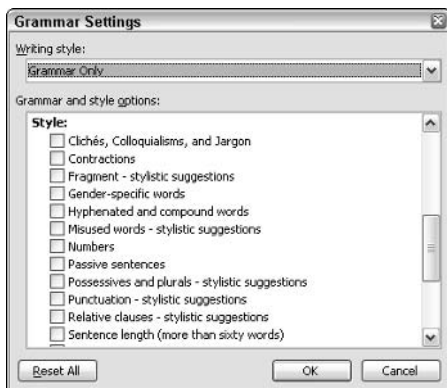 Grammar Settings
Writing style:
Grammar Only
Grammar and style options:
Style:
Clichés, Colloquialisms, and Jargon
Contractions
Fragment - stylistic suggestions
Gender-specific words
Hyphenated and compound words
Misused words - stylistic suggestions
Numbers
Passive sentences
Possessives and plurals - stylistic suggestions
Punctuation - stylistic suggestions
Relative clauses - stylistic suggestions
Sentence length (more than sixty words)
Reset All OK Cancel